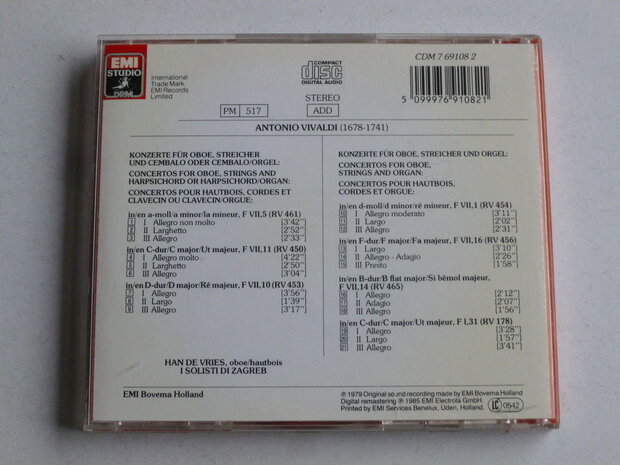 EMI
STUDIO
DRM
International
Trade Mark
EMI Records
Limited
COMPACT
disc
DIGITAL AUDIO
CDM 7 69108 2
5 099976 910821
STEREO
PM 517 ADD
ANTONIO VIVALDI (1678-1741)
KONZERTE FÜR OBOE, STREICHER
UND CEMBALO ODER CEMBALO/ORGEL:
CONCERTOS FOR OBOE, STRINGS AND
HARPSICHORD OR HARPSICHORD/ORGAN:
CONCERTOS POUR HAUTBOIS, CORDES ET
CLAVECIN OU CLAVECIN/ORGUE:
in/en a-moll/a minor/la mineur, F VII,5 (RV 461)
1 I Allegro non molto [3'42"]
2 II Larghetto [2'52"]
3 III Allegro [2'33"]
in/en C-dur/C major/Ut majeur, F VII,11 (RV 450)
4 I Allegro molto [4'22"]
5 II Larghetto [2'50"]
6 III Allegro [3'04"]
in/en D-dur/D major/Ré majeur, F VII,10 (RV 453)
7 I Allegro [3'56"]
8 II Largo [1'39"]
9 III Allegro [3'17"]
HAN DE VRIES, oboe/hautbois
I SOLISTI DI ZAGREB
EMI Bovema Holland
KONZERTE FÜR OBOE, STREICHER UND ORGEL:
CONCERTOS FOR OBOE,
STRINGS AND ORGAN:
CONCERTOS POUR HAUTBOIS,
CORDES ET ORGUE:
in/en d-moll/d minor/ré mineur, F VII,1 (RV 454)
10 I Allegro moderato [3'11"]
11 II Largo [2'02"]
12 III Allegro [2'31"]
in/en F-dur/F major/Fa majeur, F VII,16 (RV 456)
13 I Largo [3'10"]
14 II Allegro - Adagio [2'26"]
15 III Presto [1'58"]
in/en B-dur/B flat major/Si bémol majeur,
F VII,14 (RV 465)
16 I Allegro [2'12"]
17 II Adagio [2'07"]
18 III Allegro [1'56"]
in/en C-dur/C major/Ut majeur, F I,31 (RV 178)
19 I Allegro [3'28"]
20 II Largo [1'57"]
21 III Allegro [3'41"]
℗ 1979 Original sound recording made by EMI Bovema Holland
Digital remastering ℗ 1985 EMI Electrola GmbH.
Printed by EMI Services Benelux, Uden, Holland.
LC 0542